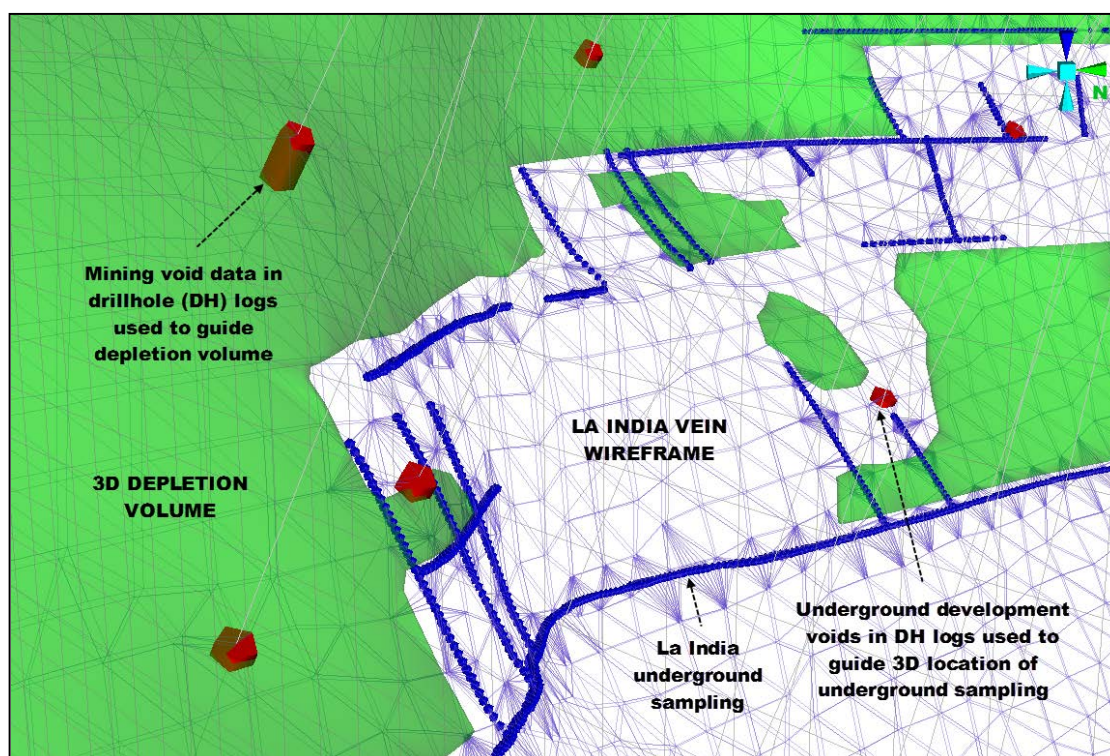 N
Mining void data in
drillhole (DH) logs
used to guide
depletion volume
LA INDIA VEIN
WIREFRAME
3D DEPLETION
VOLUME
La India
underground
sampling
Underground development
voids in DH logs used to
guide 3D location of
underground sampling